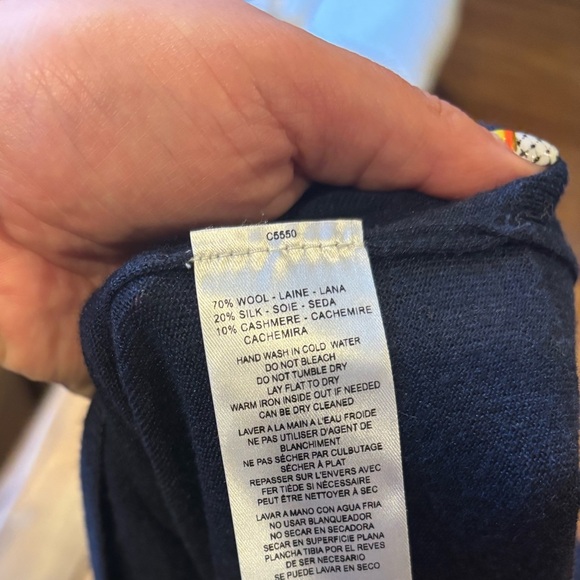 C5550
70% WOOL - LAINE - LANA
20% SILK - SOIE - SEDA
10% CASHMERE - CACHEMIRE
CACHEMIRA
HAND WASH IN COLD WATER
DO NOT BLEACH
DO NOT TUMBLE DRY
LAY FLAT TO DRY
WARM IRON INSIDE OUT IF NEEDED
CAN BE DRY CLEANED
LAVER A LA MAIN A L'EAU FROIDE
NE PAS UTILISER D'AGENT DE
BLANCHIMENT
NE PAS SÉCHER PAR CULBUTAGE
SÉCHER À PLAT
REPASSER SUR L'ENVERS AVEC
FER TIÈDE SI NÉCESSAIRE
PEUT ÊTRE NETTOYER À SEC
LAVAR A MANO CON AGUA FRIA
NO USAR BLANQUEADOR
NO SECAR EN SECADORA
SECAR EN SUPERFICIE PLANA
PLANCHA TIBIA POR EL REVES
DE SER NECESARIO
SE PUEDE LAVAR EN SECO